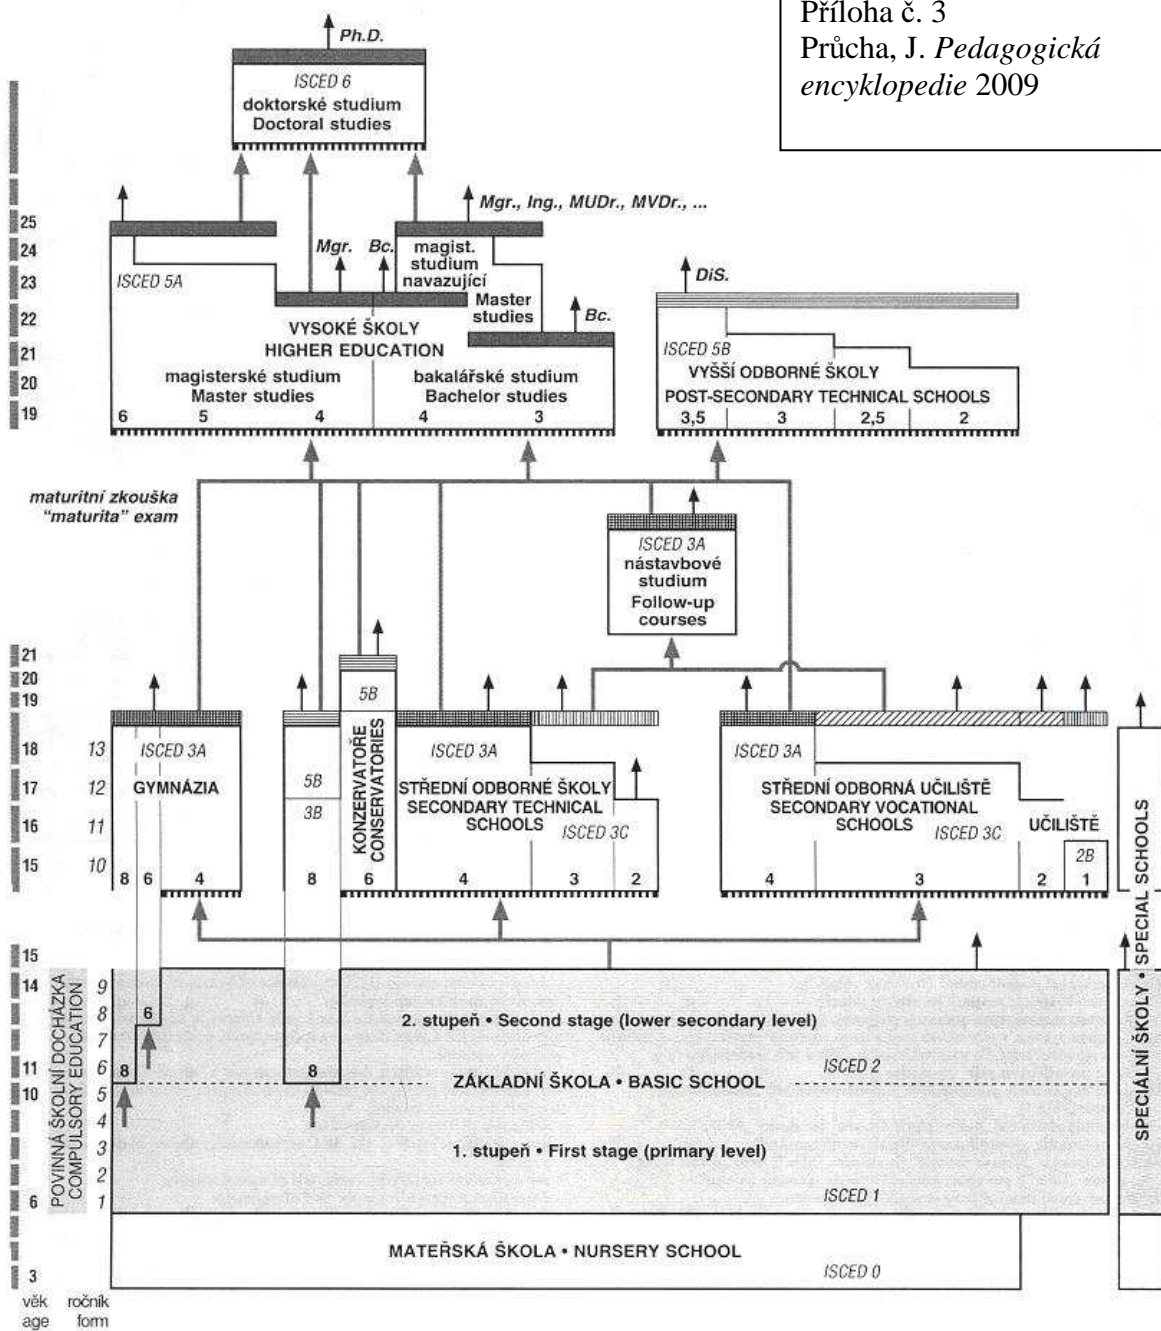 Příloha č. 3
Průcha, J. Pedagogická
encyklopedie 2009
Ph.D.
ISCED 6
doktorské studium
Doctoral studies
Mgr., Ing., MUDr., MVDr., ...
25
24
23
22
21
20
19
ISCED 5A
Mgr.
Bc.
magist.
studium
navazující
Master
studies
Bc.
VYSOKÉ ŠKOLY
HIGHER EDUCATION
magisterské studium
Master studies
bakalářské studium
Bachelor studies
6 5 4 4 3
DiS.
ISCED 5B
VYŠŠÍ ODBORNÉ ŠKOLY
POST-SECONDARY TECHNICAL SCHOOLS
3,5 3 2,5 2
maturitní zkouška
“maturita” exam
ISCED 3A
nástavbové
studium
Follow-up
courses
21
20
19
18 13
17 12
16 11
15 10
ISCED 3A
GYMNÁZIA
8 6 4
5B
3B
8
5B
KONZERVATOŘE
CONSERVATORIES
6
ISCED 3A
STŘEDNÍ ODBORNÉ ŠKOLY
SECONDARY TECHNICAL
SCHOOLS
ISCED 3C
4 3 2
ISCED 3A
STŘEDNÍ ODBORNÁ UČILIŠTĚ
SECONDARY VOCATIONAL
SCHOOLS
ISCED 3C
UČILIŠTĚ
2B
4 3 2 1
SPECIÁLNÍ ŠKOLY • SPECIAL SCHOOLS
15
14
11
10
6
3
POVINNÁ ŠKOLNÍ DOCHÁZKA
COMPULSORY EDUCATION
9
8
7
6
5
4
3
2
1
6
8
8
2. stupeň • Second stage (lower secondary level)
ISCED 2
ZÁKLADNÍ ŠKOLA • BASIC SCHOOL
1. stupeň • First stage (primary level)
ISCED 1
MATEŘSKÁ ŠKOLA • NURSERY SCHOOL
ISCED 0
věk ročník
age form